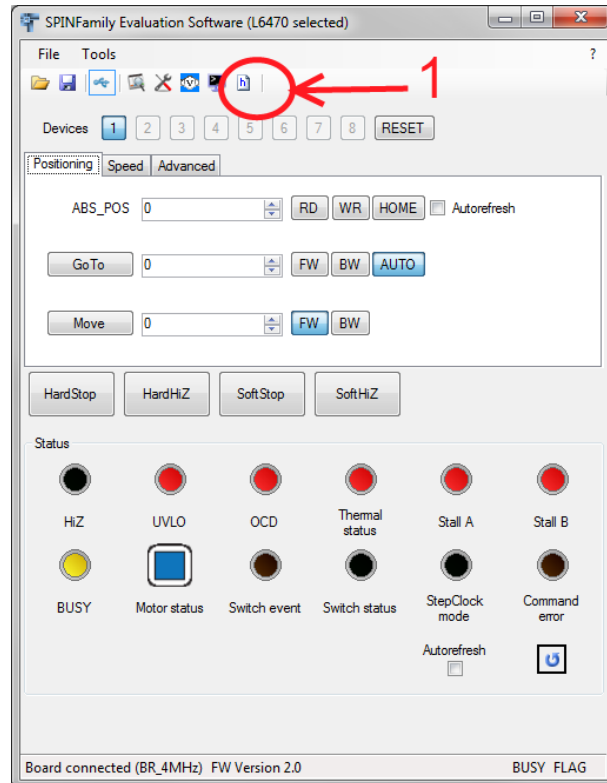 SPINFamily Evaluation Software (L6470 selected)
File Tools ?
h 1
Devices 1 2 3 4 5 6 7 8 RESET
Positioning Speed Advanced
ABS_POS 0 RD WR HOME Autorefresh
GoTo 0 FW BW AUTO
Move 0 FW BW
HardStop HardHiZ SoftStop SoftHiZ
Status
HiZ UVLO OCD Thermal status Stall A Stall B
BUSY Motor status Switch event Switch status StepClock mode Command error
Autorefresh
Board connected (BR_4MHz) FW Version 2.0 BUSY FLAG